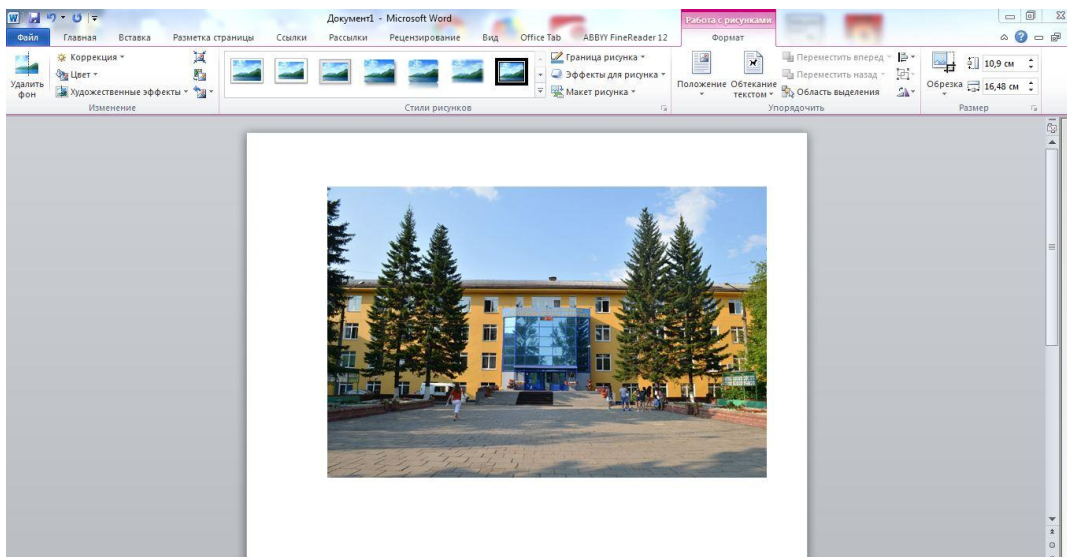 Документ1 - Microsoft Word
Работа с рисунками
Файл Главная Вставка Разметка страницы Ссылки Рассылки Рецензирование Вид Office Tab ABBYY FineReader 12 Формат
Удалить фон
Коррекция
Цвет
Художественные эффекты
Изменение
Стили рисунков
Граница рисунка
Эффекты для рисунка
Макет рисунка
Положение
Обтекание текстом
Переместить вперед
Переместить назад
Область выделения
Упорядочить
Обрезка
10,9 см
16,48 см
Размер